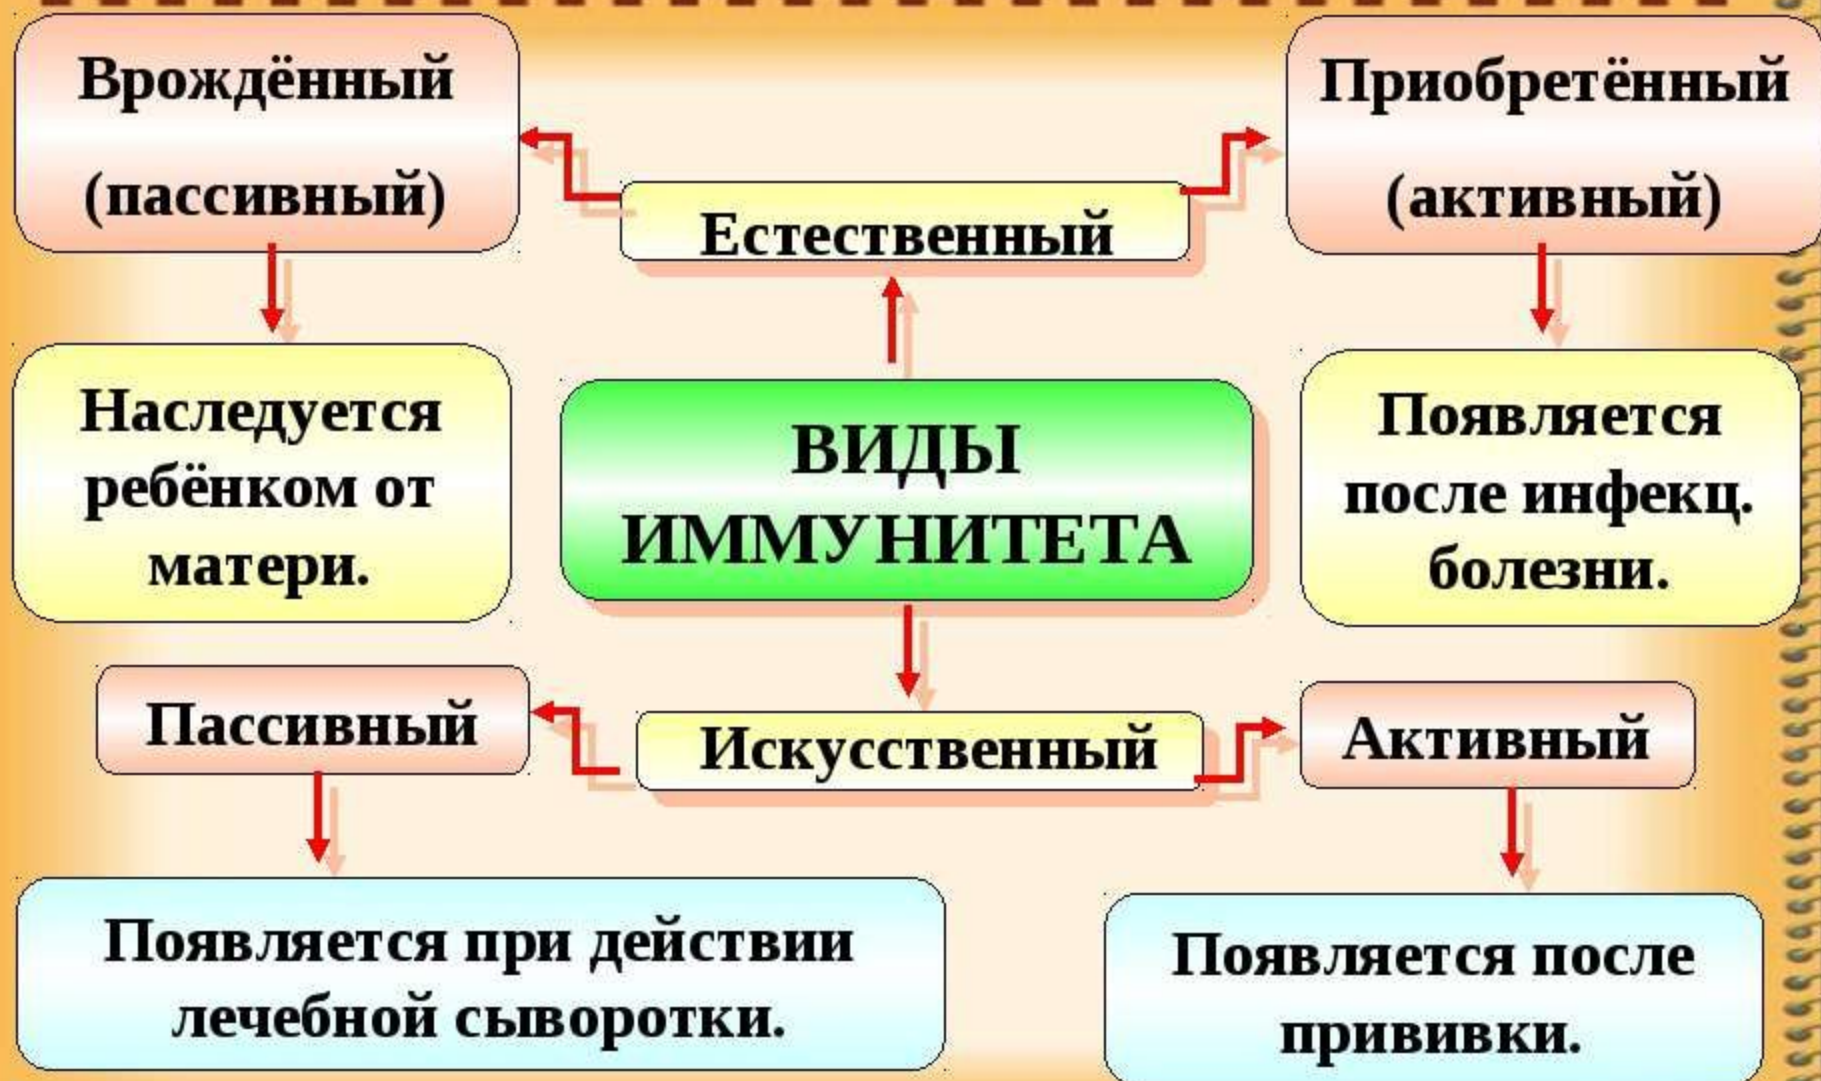 Врождённый
(пассивный)
Приобретённый
(активный)
Естественный
Наследуется
ребёнком от
матери.
ВИДЫ
ИММУНИТЕТА
Появляется
после инфекц.
болезни.
Пассивный
Искусственный
Активный
Появляется при действии
лечебной сыворотки.
Появляется после
прививки.